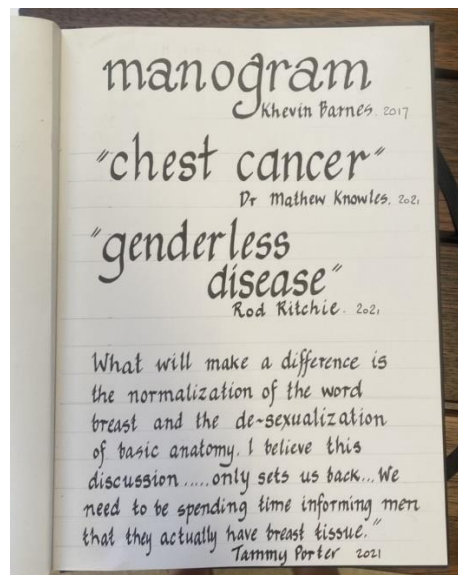 manogram
Khevin Barnes. 2017
"chest cancer"
Dr Mathew Knowles. 2021
"genderless
disease"
Rod Ritchie. 2021
What will make a difference is
the normalization of the word
breast and the de-sexualization
of basic anatomy. I believe this
discussion.....only sets us back...We
need to be spending time informing men
that they actually have breast tissue."
Tammy Porter 2021